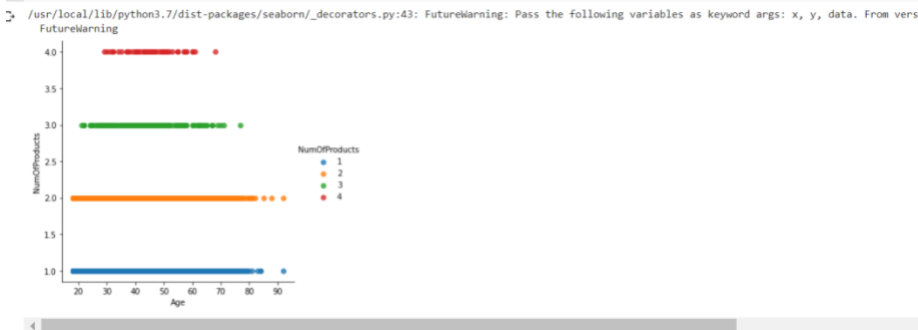 /usr/local/lib/python3.7/dist-packages/seaborn/_decorators.py:43: FutureWarning: Pass the following variables as keyword args: x, y, data. From vers
FutureWarning
4.0
3.5
3.0
2.5
2.0
1.5
1.0
NumOfProducts
20 30 40 50 60 70 80 90
Age
NumOfProducts
1
2
3
4